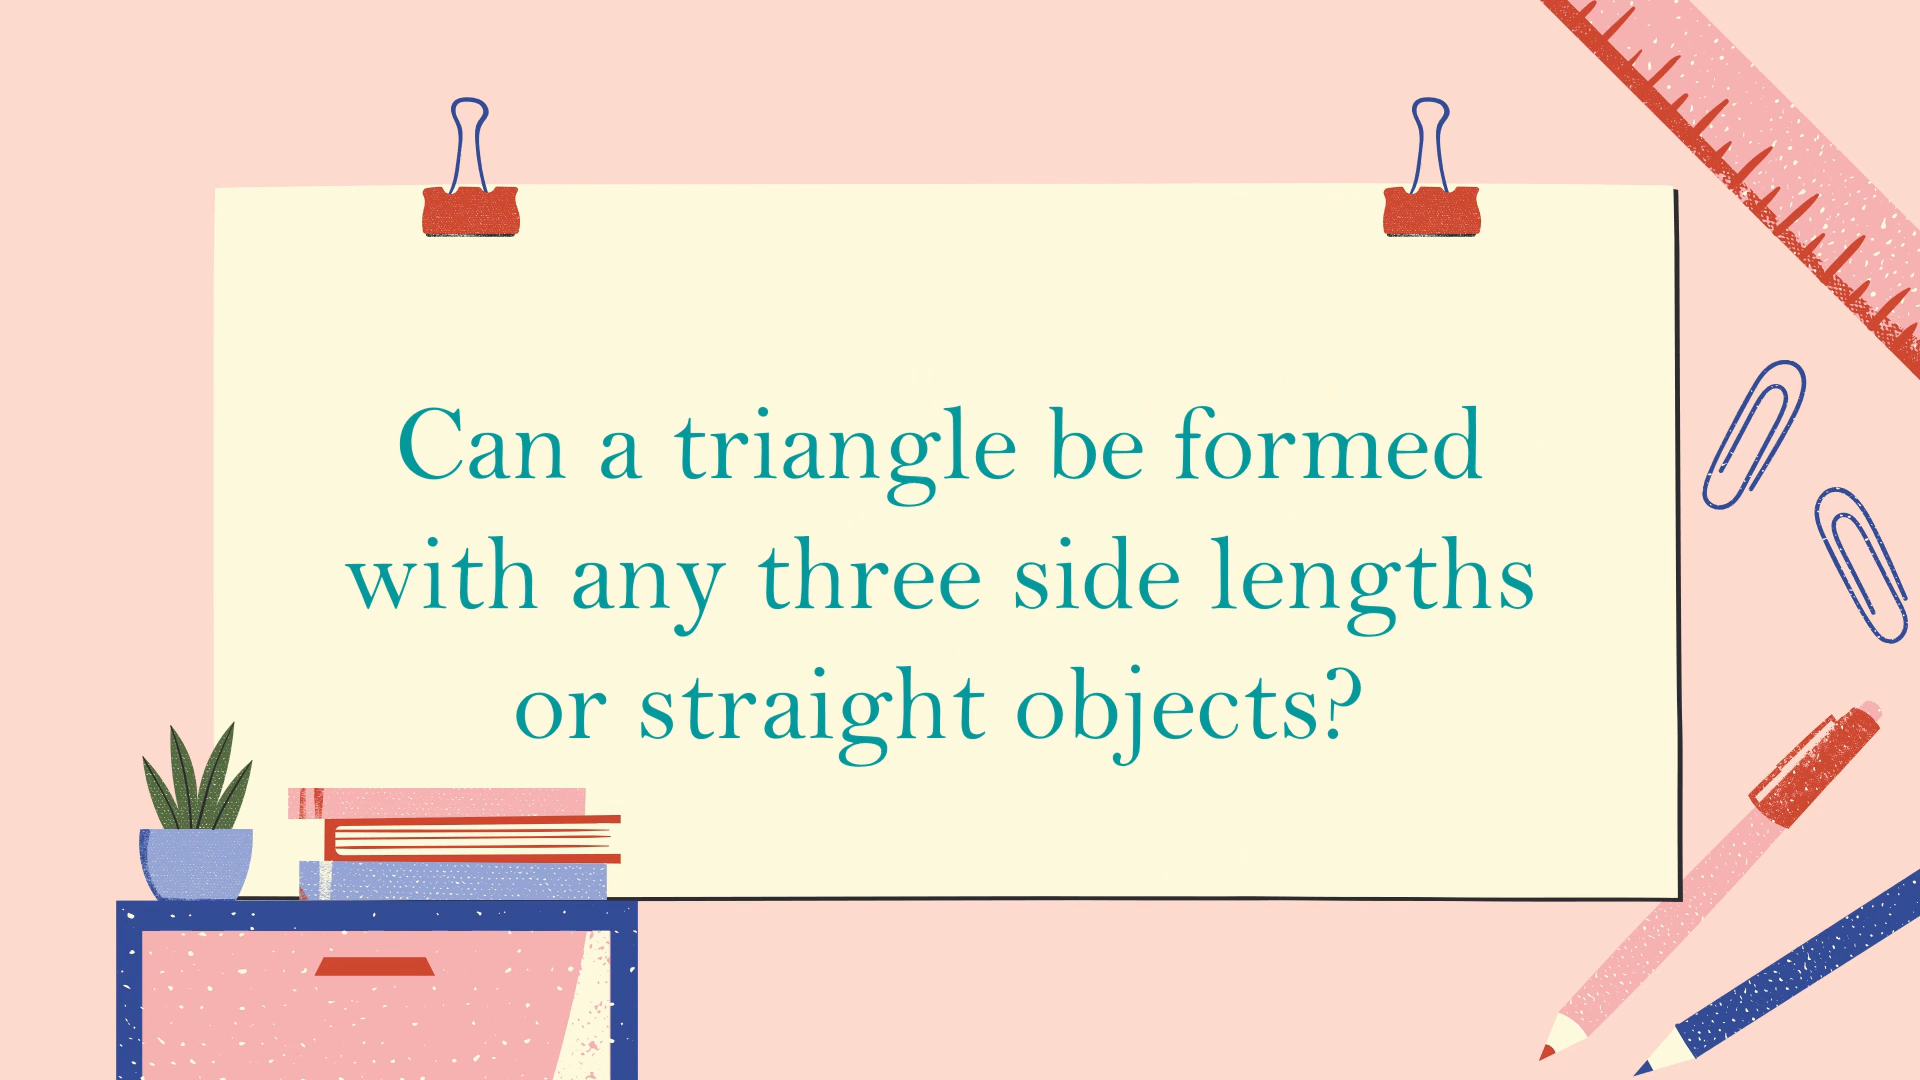 Can a triangle be formed
with any three side lengths
or straight objects?